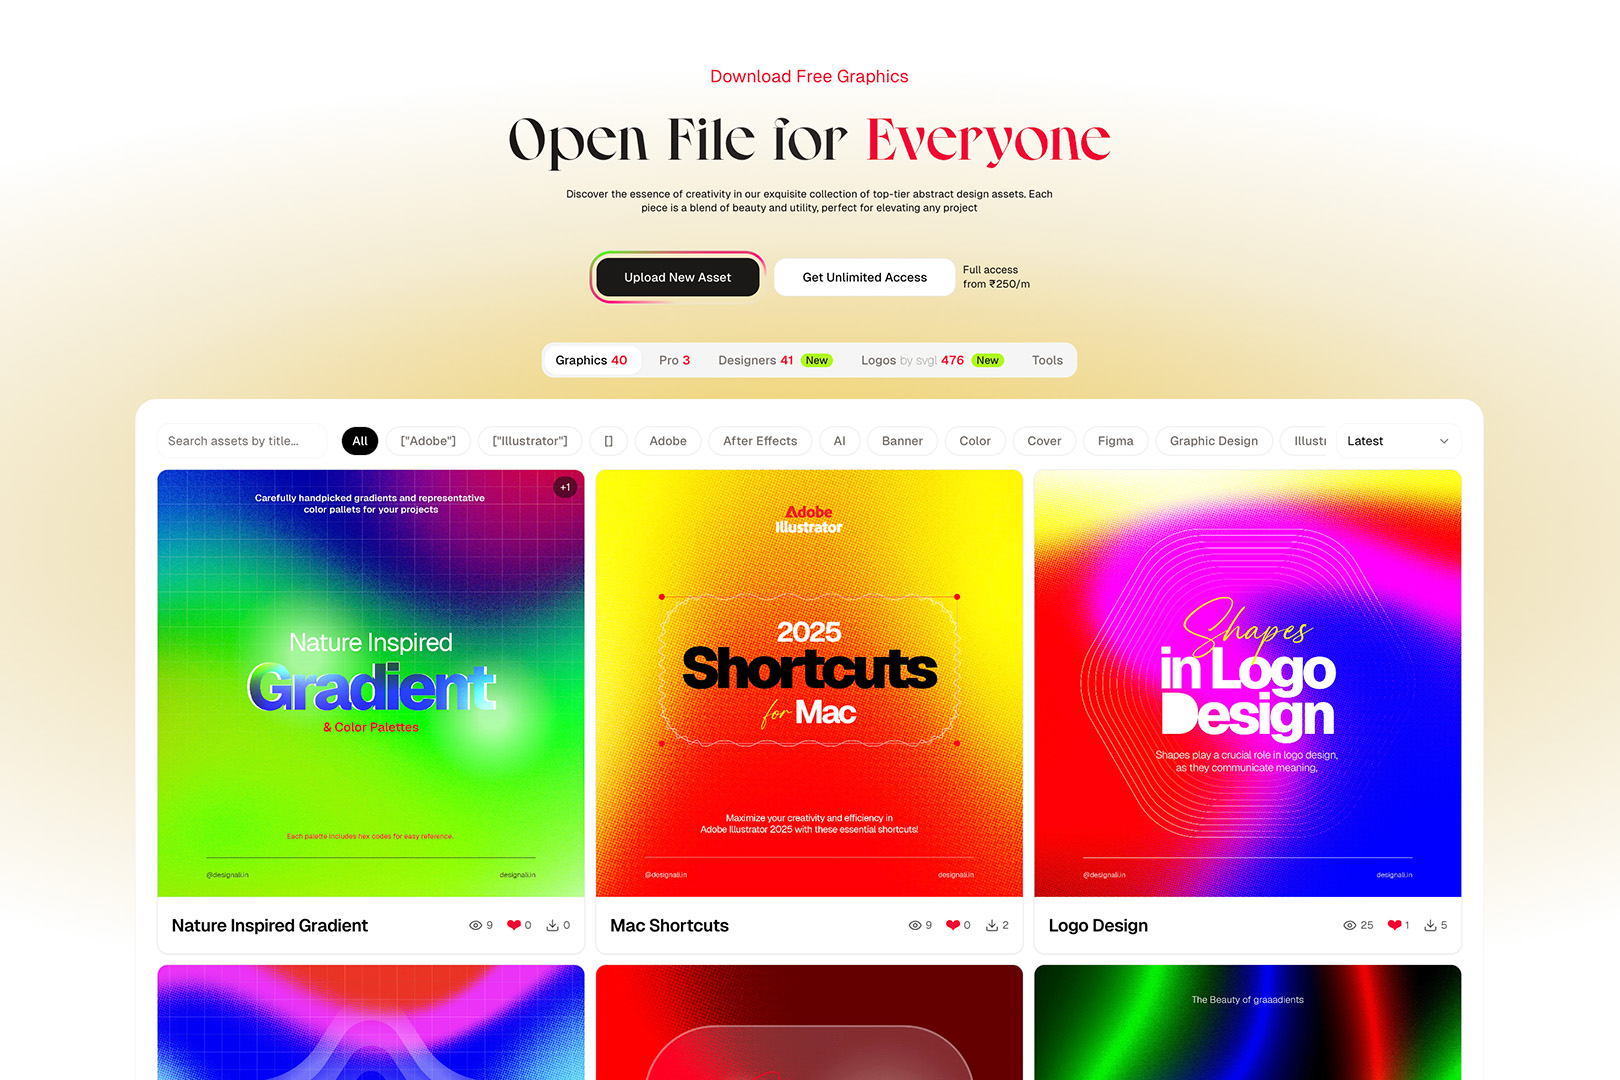 Download Free Graphics
Open File for Everyone
Discover the essence of creativity in our exquisite collection of top-tier abstract design assets. Each
piece is a blend of beauty and utility, perfect for elevating any project
Upload New Asset
Get Unlimited Access
Full access
from ₹250/m
Graphics 40
Pro 3
Designers 41 New
Logos by svgl 476 New
Tools
Search assets by title...
All
["Adobe"]
["Illustrator"]
[]
Adobe
After Effects
AI
Banner
Color
Cover
Figma
Graphic Design
Illustr
Latest
+1
Carefully handpicked gradients and representative
color pallets for your projects
Nature Inspired
Gradient
& Color Palettes
Each palette includes hex codes for easy reference.
@designali.in
designali.in
Nature Inspired Gradient
9
0
0
Adobe
Illustrator
2025
Shortcuts
for Mac
Maximize your creativity and efficiency in
Adobe Illustrator 2025 with these essential shortcuts!
@designali.in
designali.in
Mac Shortcuts
9
0
2
Shapes
in Logo
Design
Shapes play a crucial role in logo design,
as they communicate meaning,
@designali.in
designali.in
Logo Design
25
1
5
The Beauty of graaadients